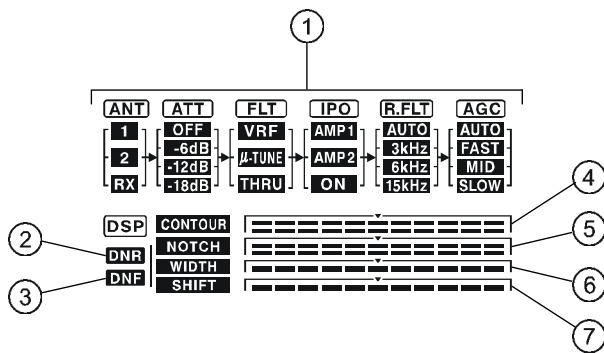 1
ANT ATT FLT IPO R.FLT AGC
1 OFF VRF AMP1 AUTO AUTO
-6dB 3kHz FAST
2 µ-TUNE AMP2
-12dB 6kHz MID
RX -18dB THRU ON 15kHz SLOW
DSP CONTOUR 4
2 DNR NOTCH 5
WIDTH 6
3 DNF
SHIFT 7